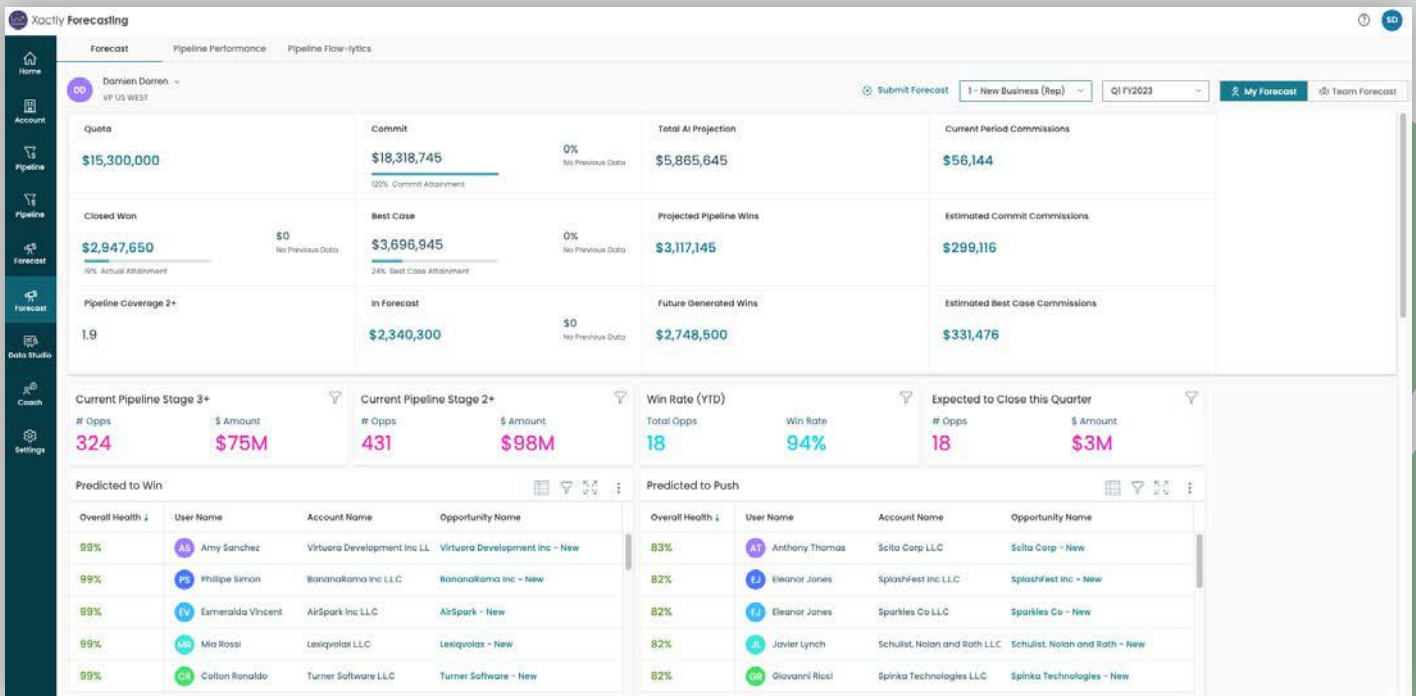 Xactly Forecasting
SD
Forecast Pipeline Performance Pipeline Flow-lytics
Home
Account
Pipeline
Pipeline
Forecast
Forecast
Data Studio
Coach
Settings
DD Damien Darren
VP US WEST
Submit Forecast 1 - New Business (Rep) Q1 FY2023 My Forecast Team Forecast
Quota Commit Total AI Projection Current Period Commissions
$15,300,000 $18,318,745 0% No Previous Data $5,865,645 $56,144
120% Commit Attainment
Closed Won Best Case Projected Pipeline Wins Estimated Commit Commissions
$2,947,650 $0 No Previous Data $3,696,945 0% No Previous Data $3,117,145 $299,116
19% Actual Attainment 24% Best Case Attainment
Pipeline Coverage 2+ In Forecast Future Generated Wins Estimated Best Case Commissions
1.9 $2,340,300 $0 No Previous Data $2,748,500 $331,476
Current Pipeline Stage 3+ Current Pipeline Stage 2+ Win Rate (YTD) Expected to Close this Quarter
# Opps $ Amount # Opps $ Amount Total Opps Win Rate # Opps $ Amount
324 $75M 431 $98M 18 94% 18 $3M
Predicted to Win Predicted to Push
Overall Health User Name Account Name Opportunity Name Overall Health User Name Account Name Opportunity Name
99% AS Amy Sanchez Virtuora Development Inc LL Virtuora Development Inc - New 83% AT Anthony Thomas Scita Corp LLC Scita Corp - New
99% PS Phillipe Simon BananaRama Inc LLC BananaRama Inc - New 82% EJ Eleanor Jones SplashFest Inc LLC SplashFest Inc - New
99% EV Esmeralda Vincent AirSpark Inc LLC AirSpark - New 82% EJ Eleanor Jones Sparkles Co LLC Sparkles Co - New
99% MR Mia Rossi Lexiqvolax LLC Lexiqvolax - New 82% JL Javier Lynch Schulist, Nolan and Rath LLC Schulist, Nolan and Rath - New
99% CR Colton Ronaldo Turner Software LLC Turner Software - New 82% GR Giovanni Ricci Spinka Technologies LLC Spinka Technologies - New